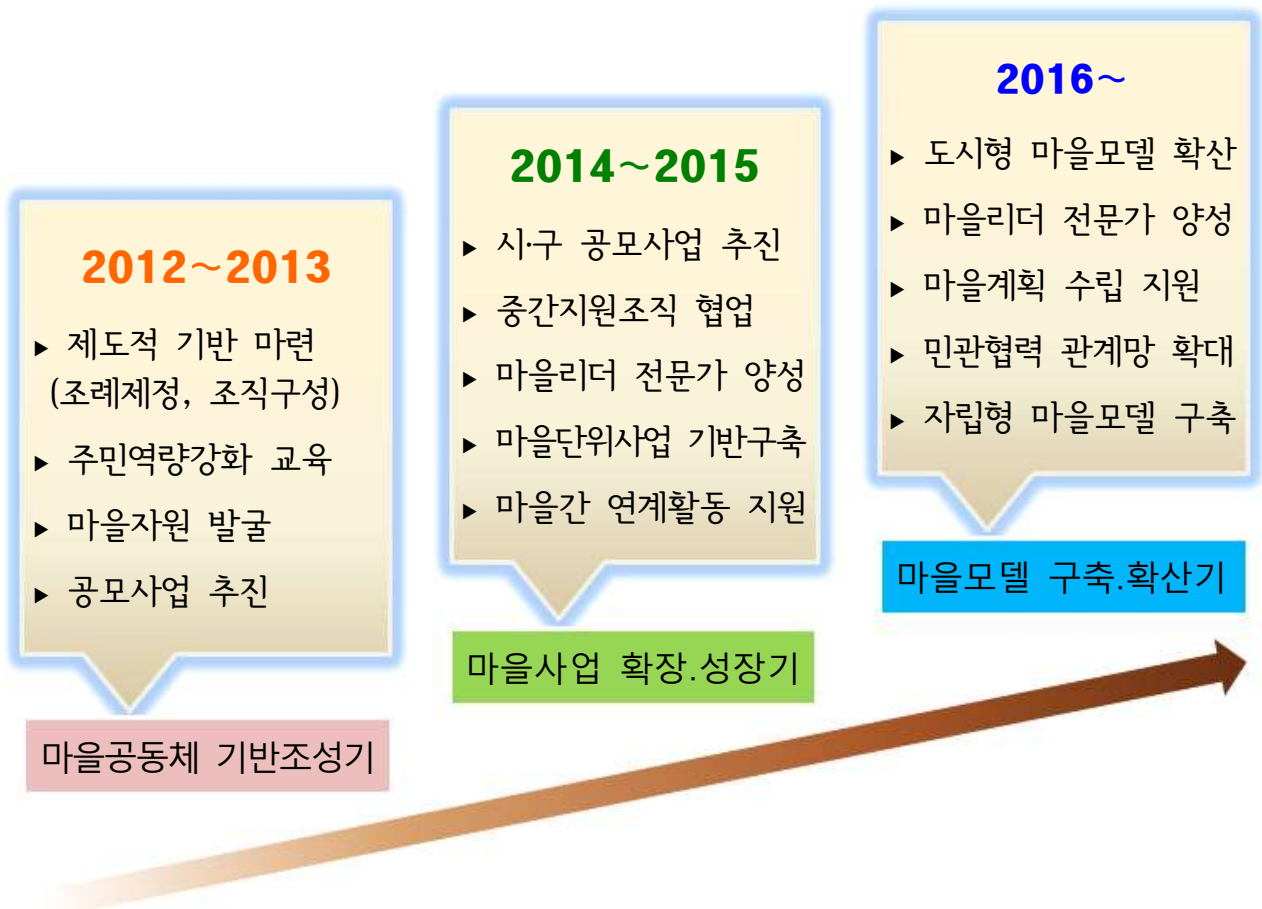 2012~2013
▸ 제도적 기반 마련
(조례제정, 조직구성)
▸ 주민역량강화 교육
▸ 마을자원 발굴
▸ 공모사업 추진
마을공동체 기반조성기
2014~2015
▸ 시·구 공모사업 추진
▸ 중간지원조직 협업
▸ 마을리더 전문가 양성
▸ 마을단위사업 기반구축
▸ 마을간 연계활동 지원
마을사업 확장.성장기
2016~
▸ 도시형 마을모델 확산
▸ 마을리더 전문가 양성
▸ 마을계획 수립 지원
▸ 민관협력 관계망 확대
▸ 자립형 마을모델 구축
마을모델 구축.확산기